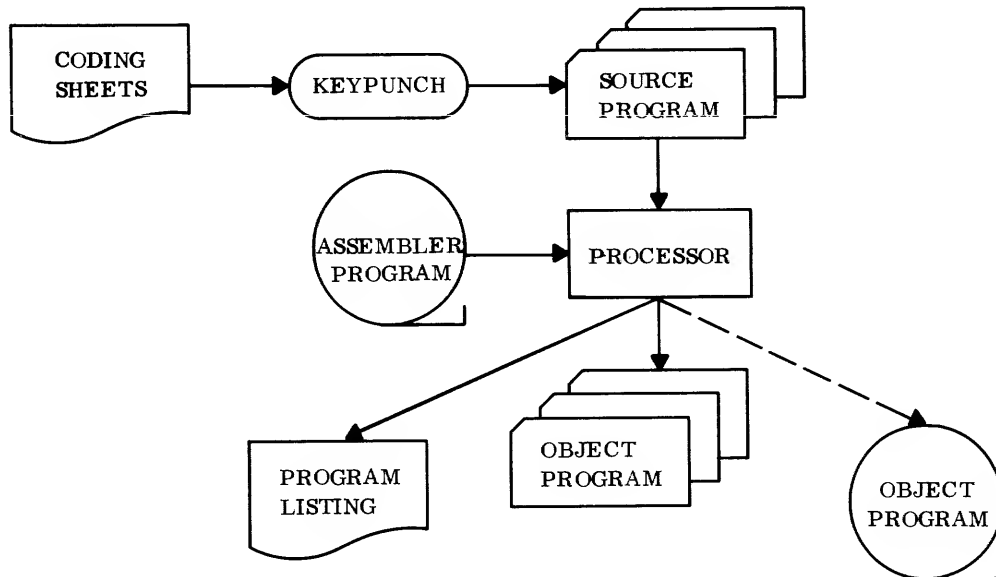 CODING
SHEETS
KEYPUNCH
SOURCE
PROGRAM
ASSEMBLER
PROGRAM
PROCESSOR
PROGRAM
LISTING
OBJECT
PROGRAM
OBJECT
PROGRAM